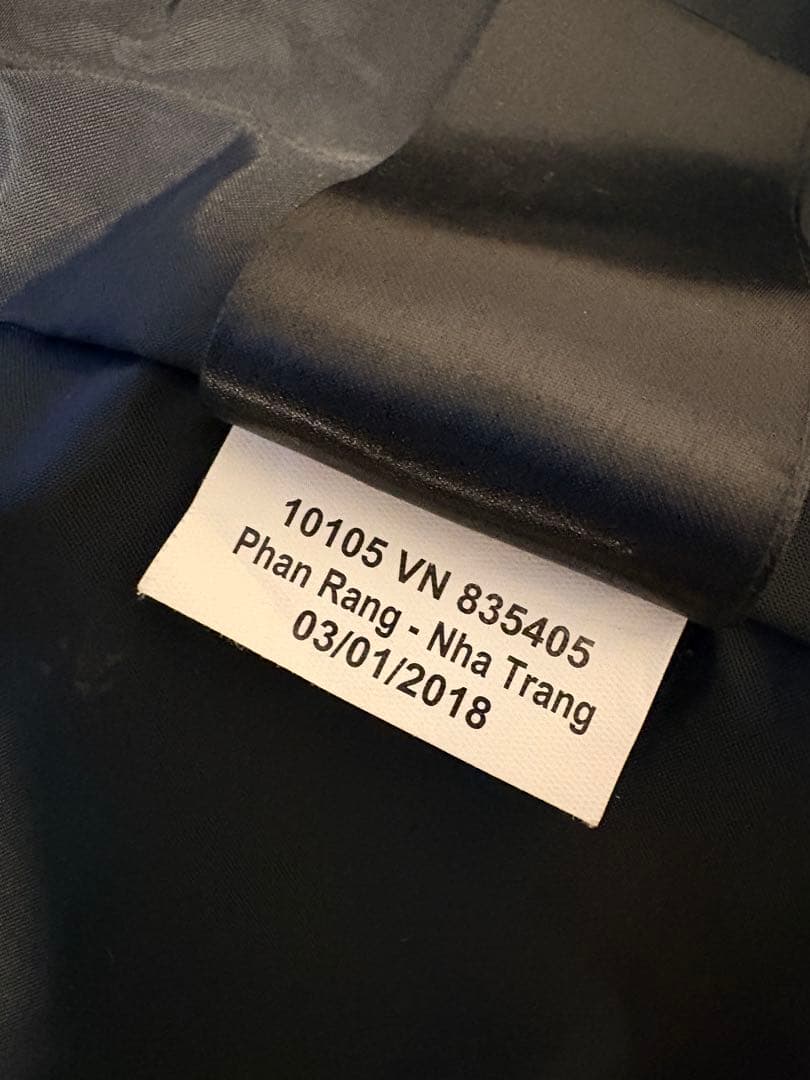 10105 VN 835405
Phan Rang - Nha Trang
03/01/2018